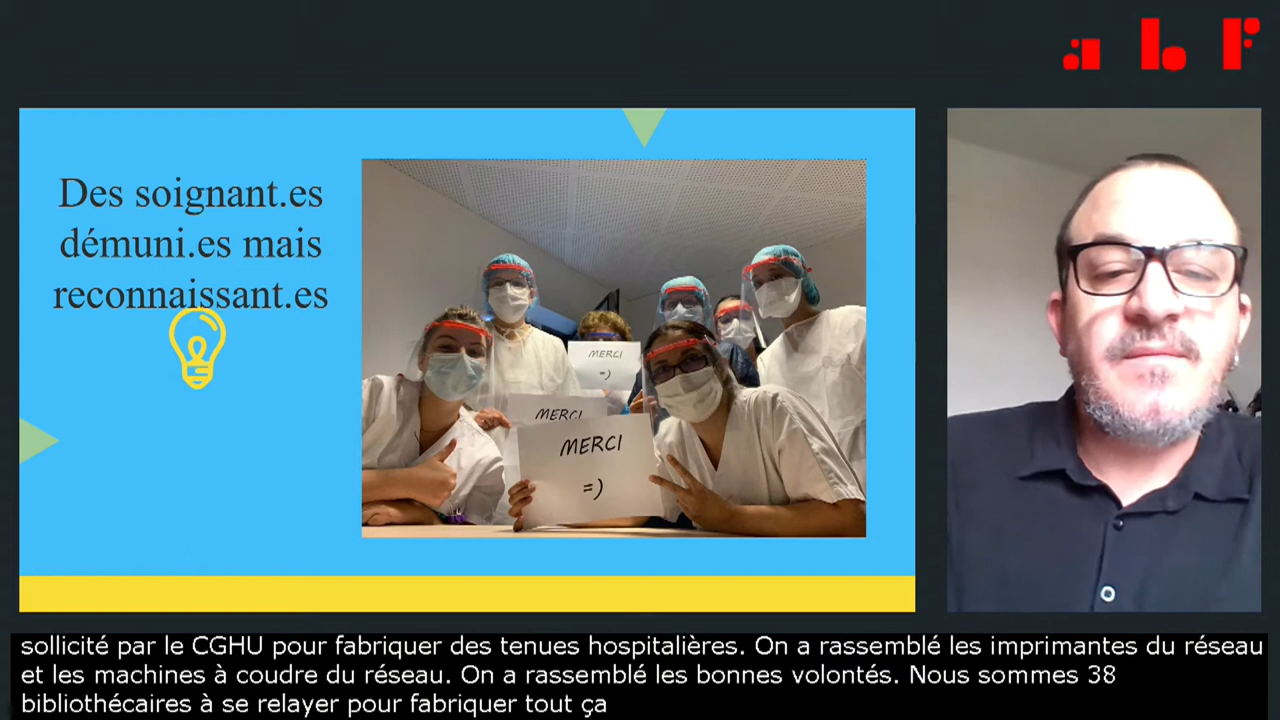 abf
Des soignant.es
démuni.es mais
reconnaissant.es
MERCI
=)
MERCI
MERCI
=)
sollicité par le CGHU pour fabriquer des tenues hospitalières. On a rassemblé les imprimantes du réseau
et les machines à coudre du réseau. On a rassemblé les bonnes volontés. Nous sommes 38
bibliothécaires à se relayer pour fabriquer tout ça